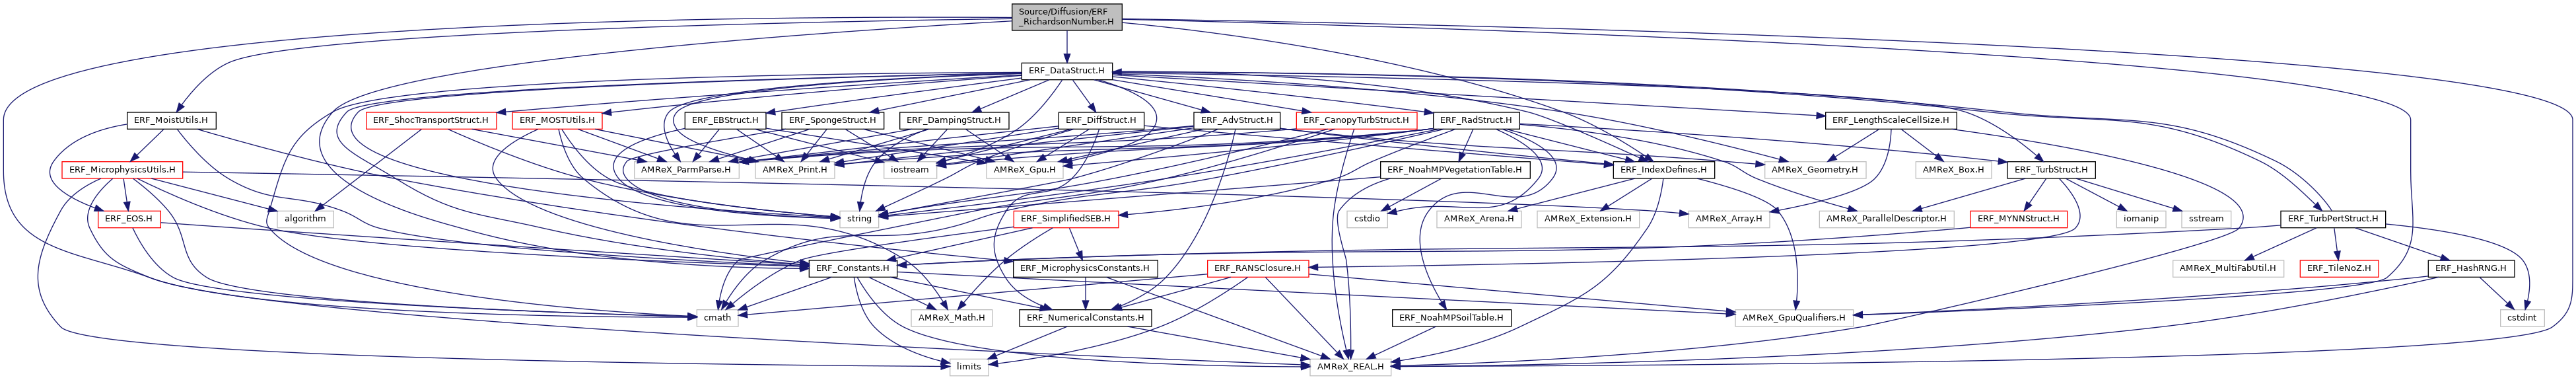 Source/Diffusion/ERF
_RichardsonNumber.H
ERF_DataStruct.H
ERF_MoistUtils.H
ERF_ShocTransportStruct.H
ERF_MOSTUtils.H
ERF_EBStruct.H
ERF_SpongeStruct.H
ERF_DampingStruct.H
ERF_DiffStruct.H
ERF_AdvStruct.H
ERF_CanopyTurbStruct.H
ERF_RadStruct.H
ERF_LengthScaleCellSize.H
ERF_MicrophysicsUtils.H
AMReX_ParmParse.H
AMReX_Print.H
iostream
AMReX_Gpu.H
ERF_NoahMPVegetationTable.H
ERF_IndexDefines.H
AMReX_Geometry.H
AMReX_Box.H
ERF_TurbStruct.H
ERF_EOS.H
algorithm
string
ERF_SimplifiedSEB.H
cstdio
AMReX_Arena.H
AMReX_Extension.H
AMReX_Array.H
AMReX_ParallelDescriptor.H
ERF_MYNNStruct.H
iomanip
sstream
ERF_TurbPertStruct.H
ERF_Constants.H
ERF_MicrophysicsConstants.H
ERF_RANSClosure.H
AMReX_MultiFabUtil.H
ERF_TileNoZ.H
ERF_HashRNG.H
cmath
AMReX_Math.H
ERF_NumericalConstants.H
ERF_NoahMPSoilTable.H
AMReX_GpuQualifiers.H
cstdint
limits
AMReX_REAL.H